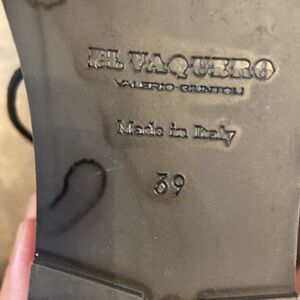 EL VAQUERO
VALERIO GIUNTOLI
Made in Italy
39